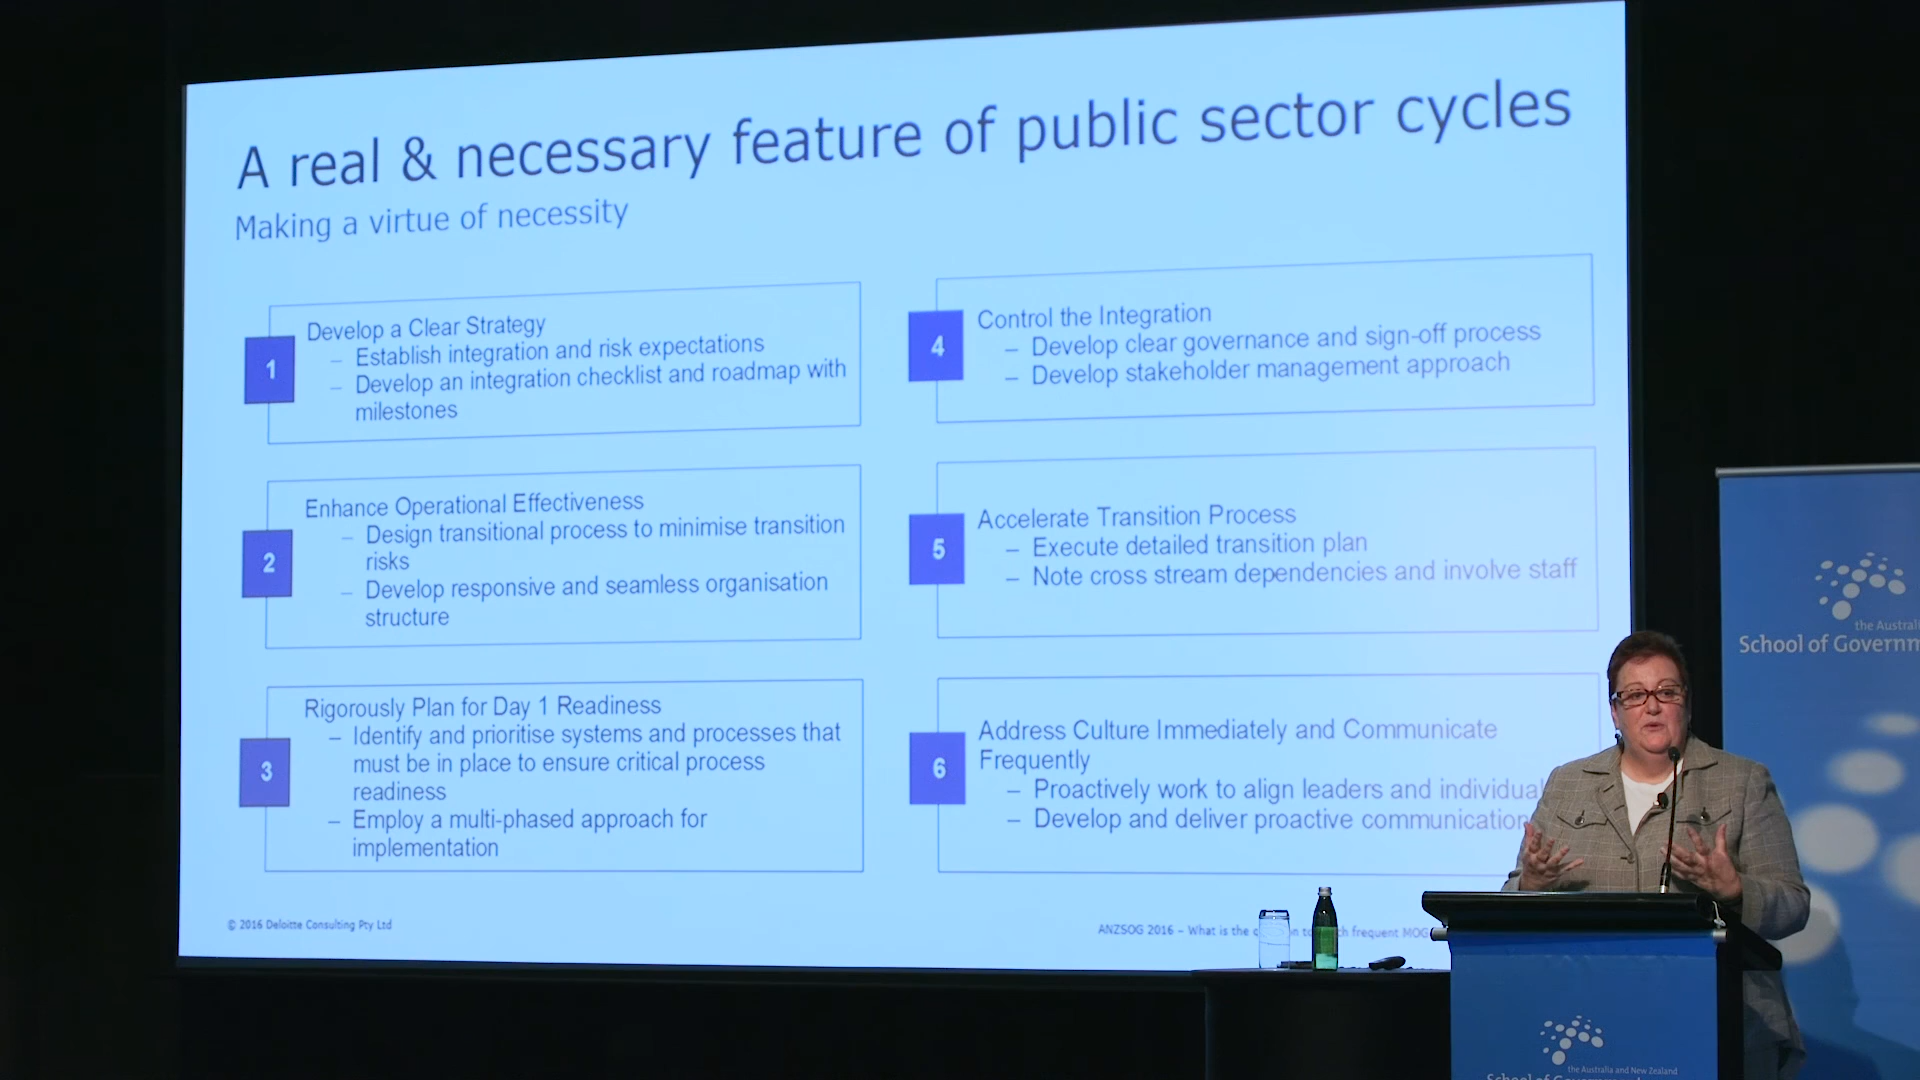 A real & necessary feature of public sector cycles
Making a virtue of necessity
1
Develop a Clear Strategy
– Establish integration and risk expectations
– Develop an integration checklist and roadmap with
milestones
2
Enhance Operational Effectiveness
– Design transitional process to minimise transition
risks
– Develop responsive and seamless organisation
structure
3
Rigorously Plan for Day 1 Readiness
– Identify and prioritise systems and processes that
must be in place to ensure critical process
readiness
– Employ a multi-phased approach for
implementation
4
Control the Integration
– Develop clear governance and sign-off process
– Develop stakeholder management approach
5
Accelerate Transition Process
– Execute detailed transition plan
– Note cross stream dependencies and involve staff
6
Address Culture Immediately and Communicate
Frequently
– Proactively work to align leaders and individual
– Develop and deliver proactive communication
© 2016 Deloitte Consulting Pty Ltd
ANZSOG 2016 – What is the frequent MOG
the Austral
School of Governm
the Australia and New Zealand
School of